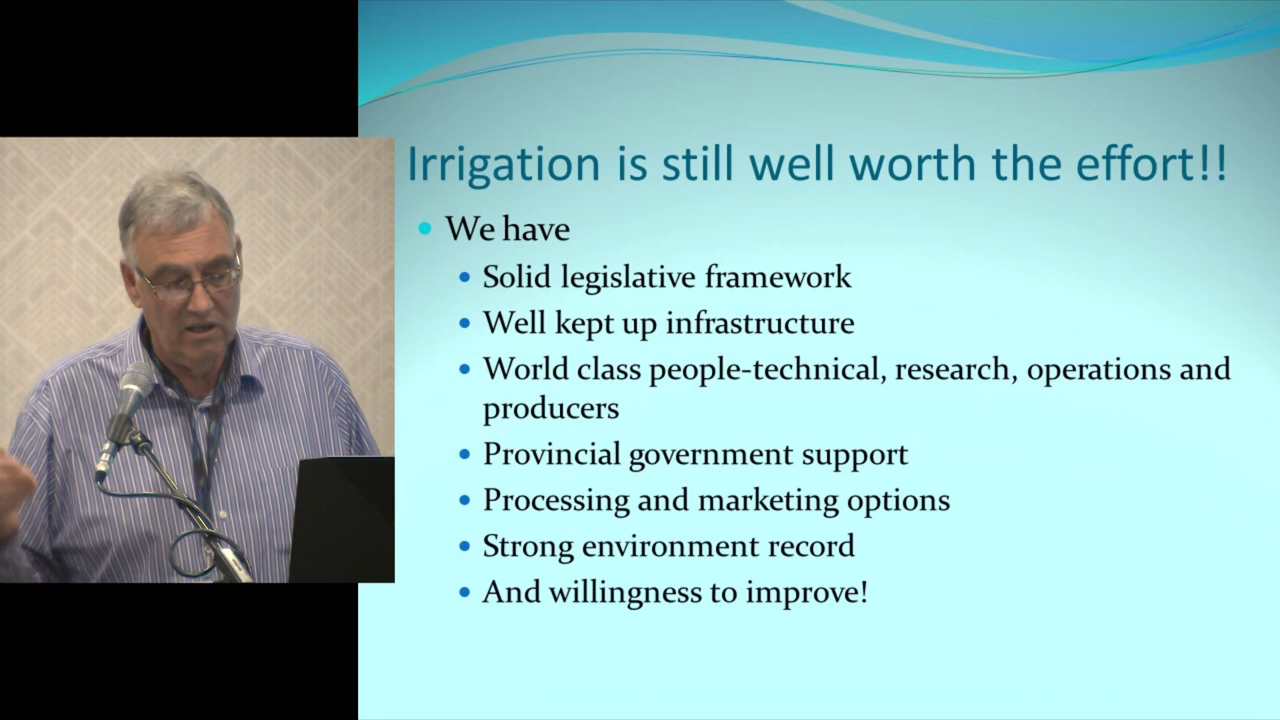 Irrigation is still well worth the effort!!
We have
Solid legislative framework
Well kept up infrastructure
World class people-technical, research, operations and
producers
Provincial government support
Processing and marketing options
Strong environment record
And willingness to improve!